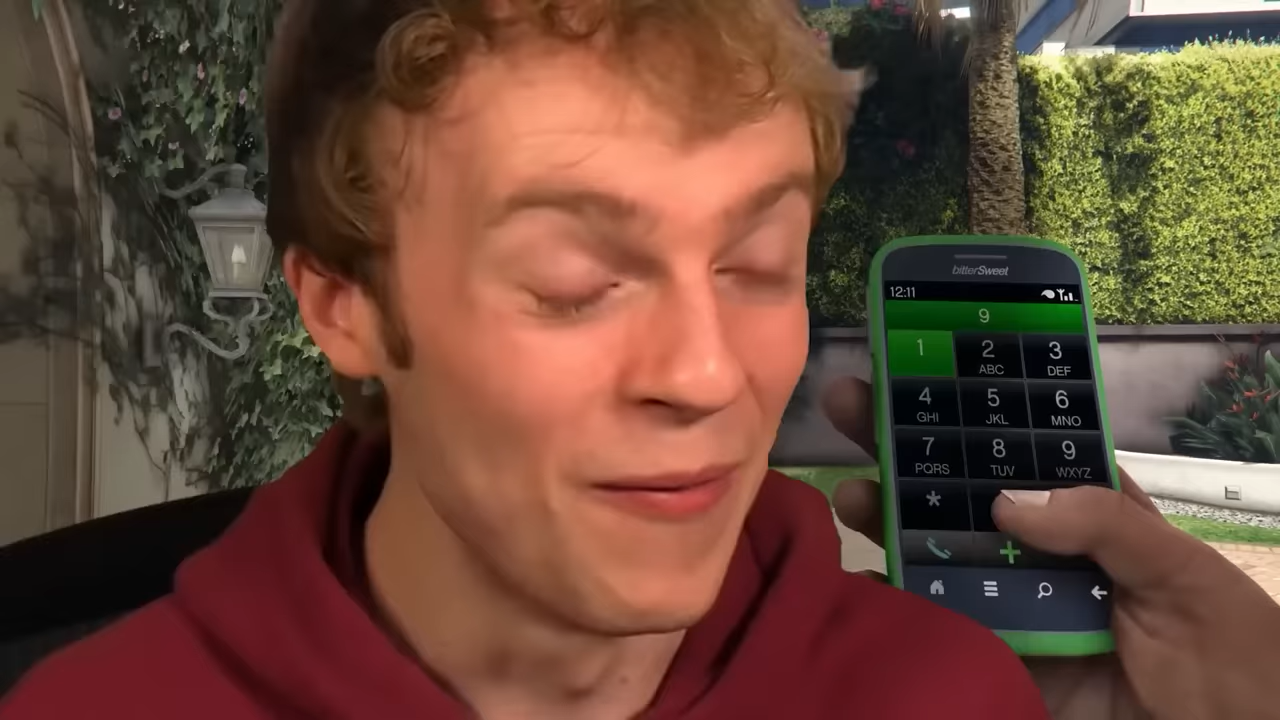 bitterSweet
12:11
9
1 2 3
ABC DEF
4 5 6
GHI JKL MNO
7 8 9
PQRS TUV WXYZ
*
+